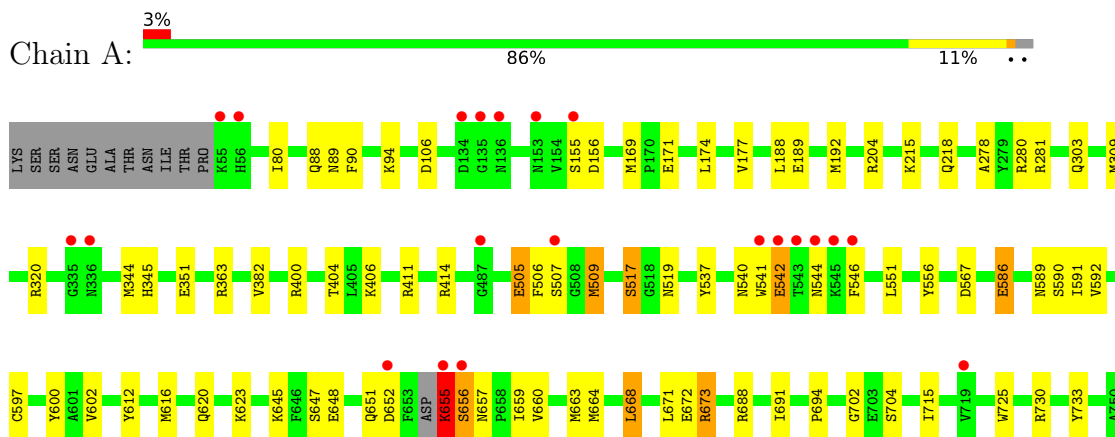 3%
Chain A:
86% 11% • •
LYS SER SER ASN GLU ALA THR ASN ILE THR PRO K55 H56 I80 Q88 N89 F90 K94 D106 D134 G135 N136 N153 V154 S155 D156 M169 P170 E171 L174 V177 L188 E189 M192 R204 K215 Q218 A278 Y279 R280 R281 Q303
R320 G335 N336 M344 H345 E351 R363 V382 R400 T404 L405 K406 R411 R414 G487 E505 F506 S507 G508 M509 S517 G518 N519 Y537 N540 W541 E542 T543 N544 K545 F546 L551 Y556 D567 E586 N589 S590 I591 V592
C597 Y600 A601 V602 Y612 M616 Q620 K623 K645 F646 S647 E648 Q651 D652 F653 ASP K655 S656 N657 P658 I659 V660 M663 M664 L668 L671 E672 R673 R688 I691 P694 G702 E703 S704 I715 V719 W725 R730 Y733